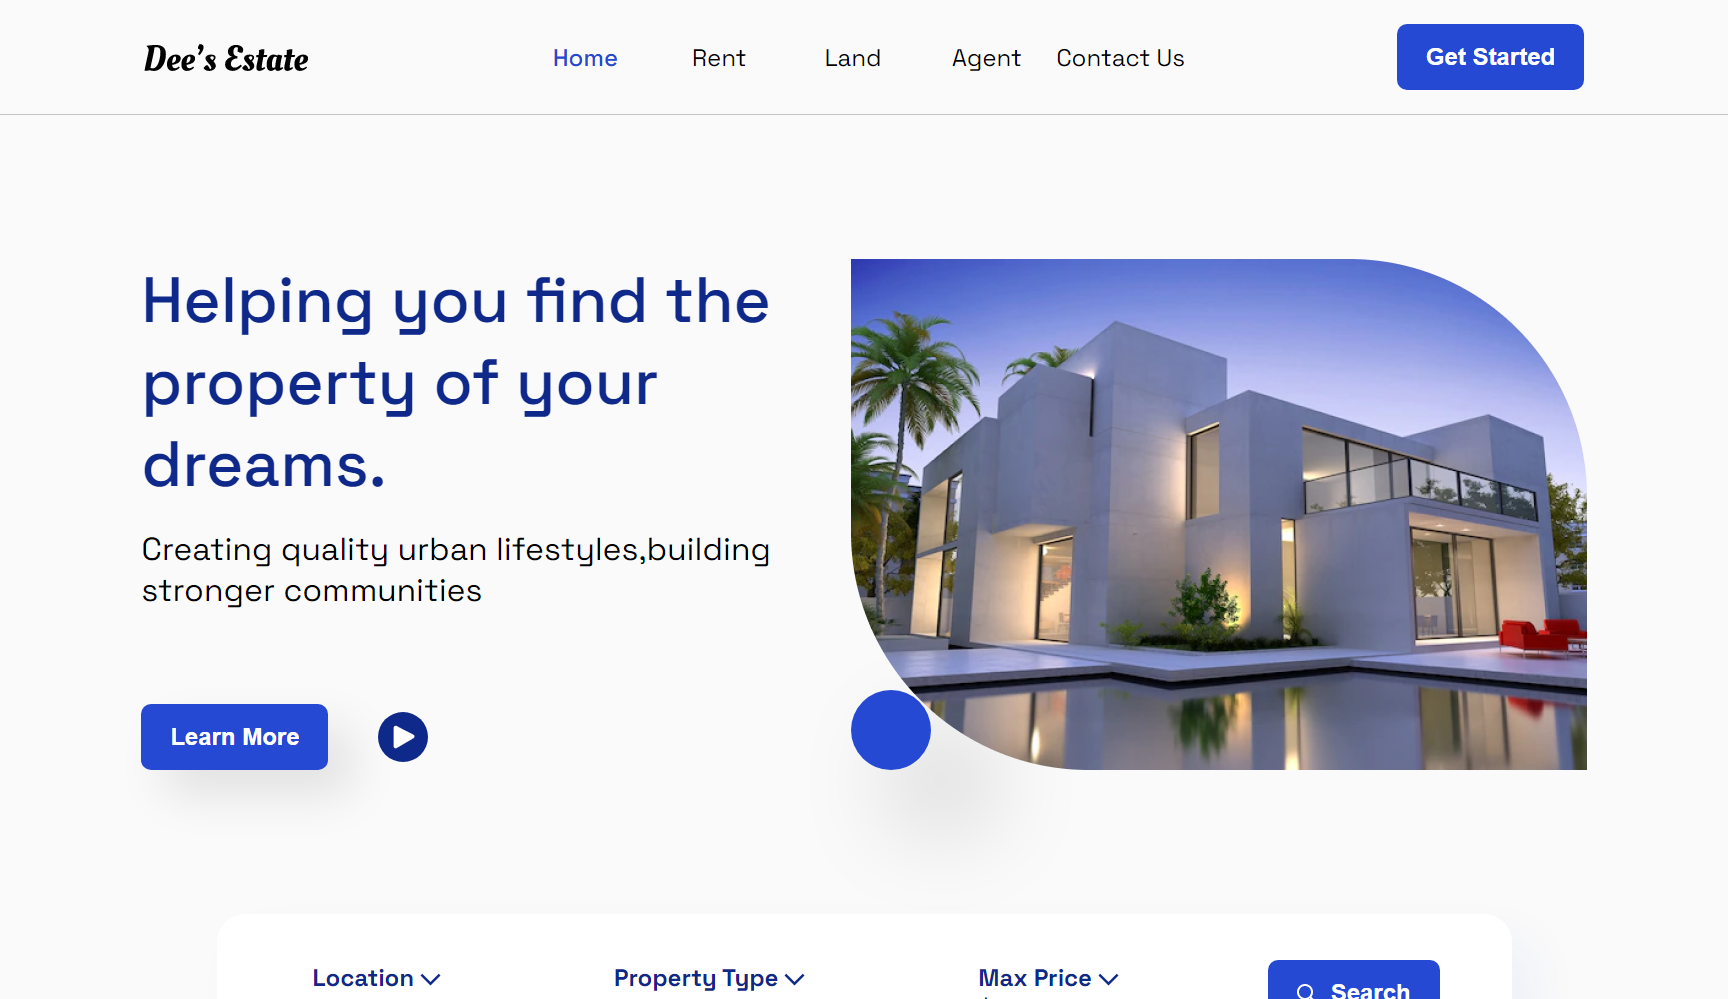 Dee's Estate
Home Rent Land Agent Contact Us
Get Started
Helping you find the
property of your
dreams.
Creating quality urban lifestyles,building
stronger communities
Learn More
Location Property Type Max Price
Search